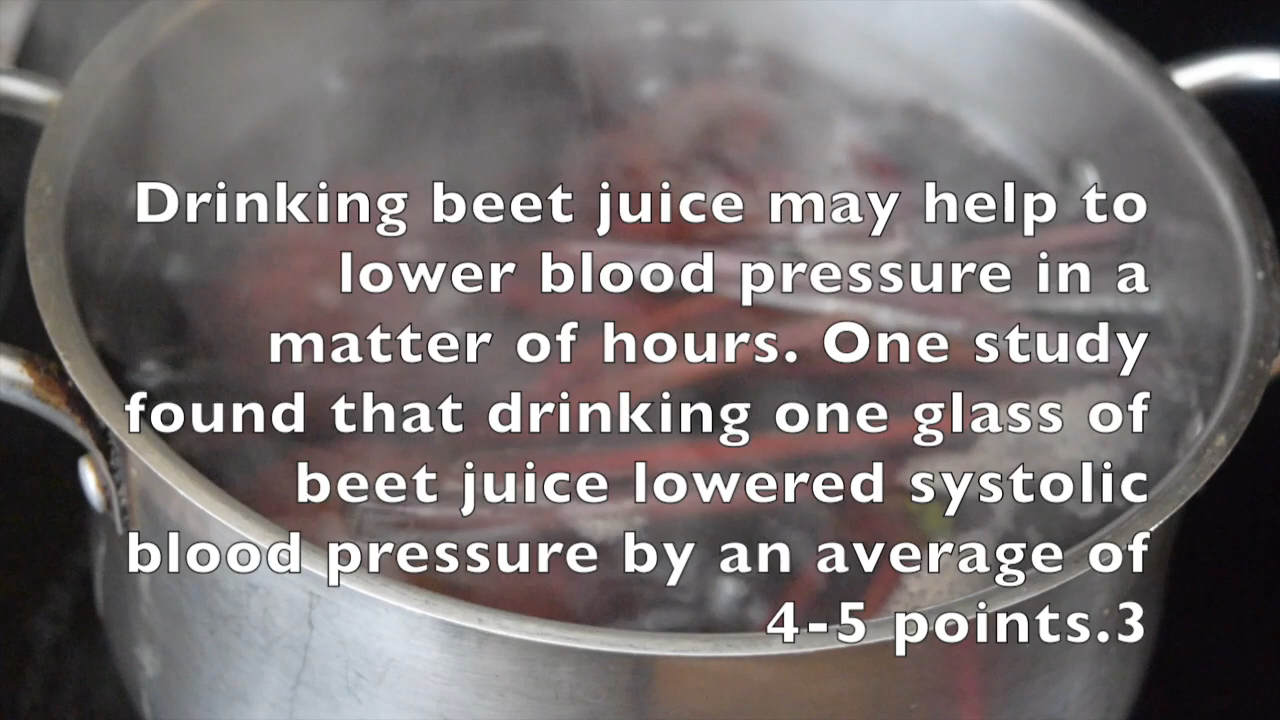 Drinking beet juice may help to
lower blood pressure in a
matter of hours. One study
found that drinking one glass of
beet juice lowered systolic
blood pressure by an average of
4-5 points.3